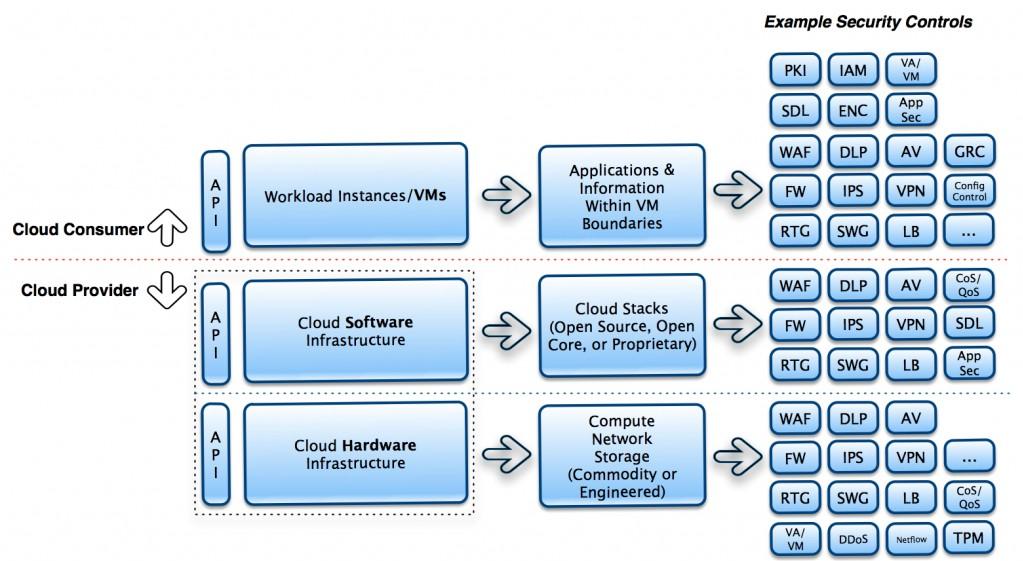 Example Security Controls
PKI IAM VA/
VM
SDL ENC App
Sec
WAF DLP AV GRC
FW IPS VPN Config
Control
RTG SWG LB ...
A
P
I
Workload Instances/VMs
Applications &
Information
Within VM
Boundaries
Cloud Consumer
Cloud Provider
A
P
I
Cloud Software
Infrastructure
Cloud Stacks
(Open Source, Open
Core, or Proprietary)
WAF DLP AV CoS/
QoS
FW IPS VPN SDL
RTG SWG LB App
Sec
A
P
I
Cloud Hardware
Infrastructure
Compute
Network
Storage
(Commodity or
Engineered)
WAF DLP AV
FW IPS VPN ...
RTG SWG LB CoS/
QoS
VA/
VM DDoS Netflow TPM